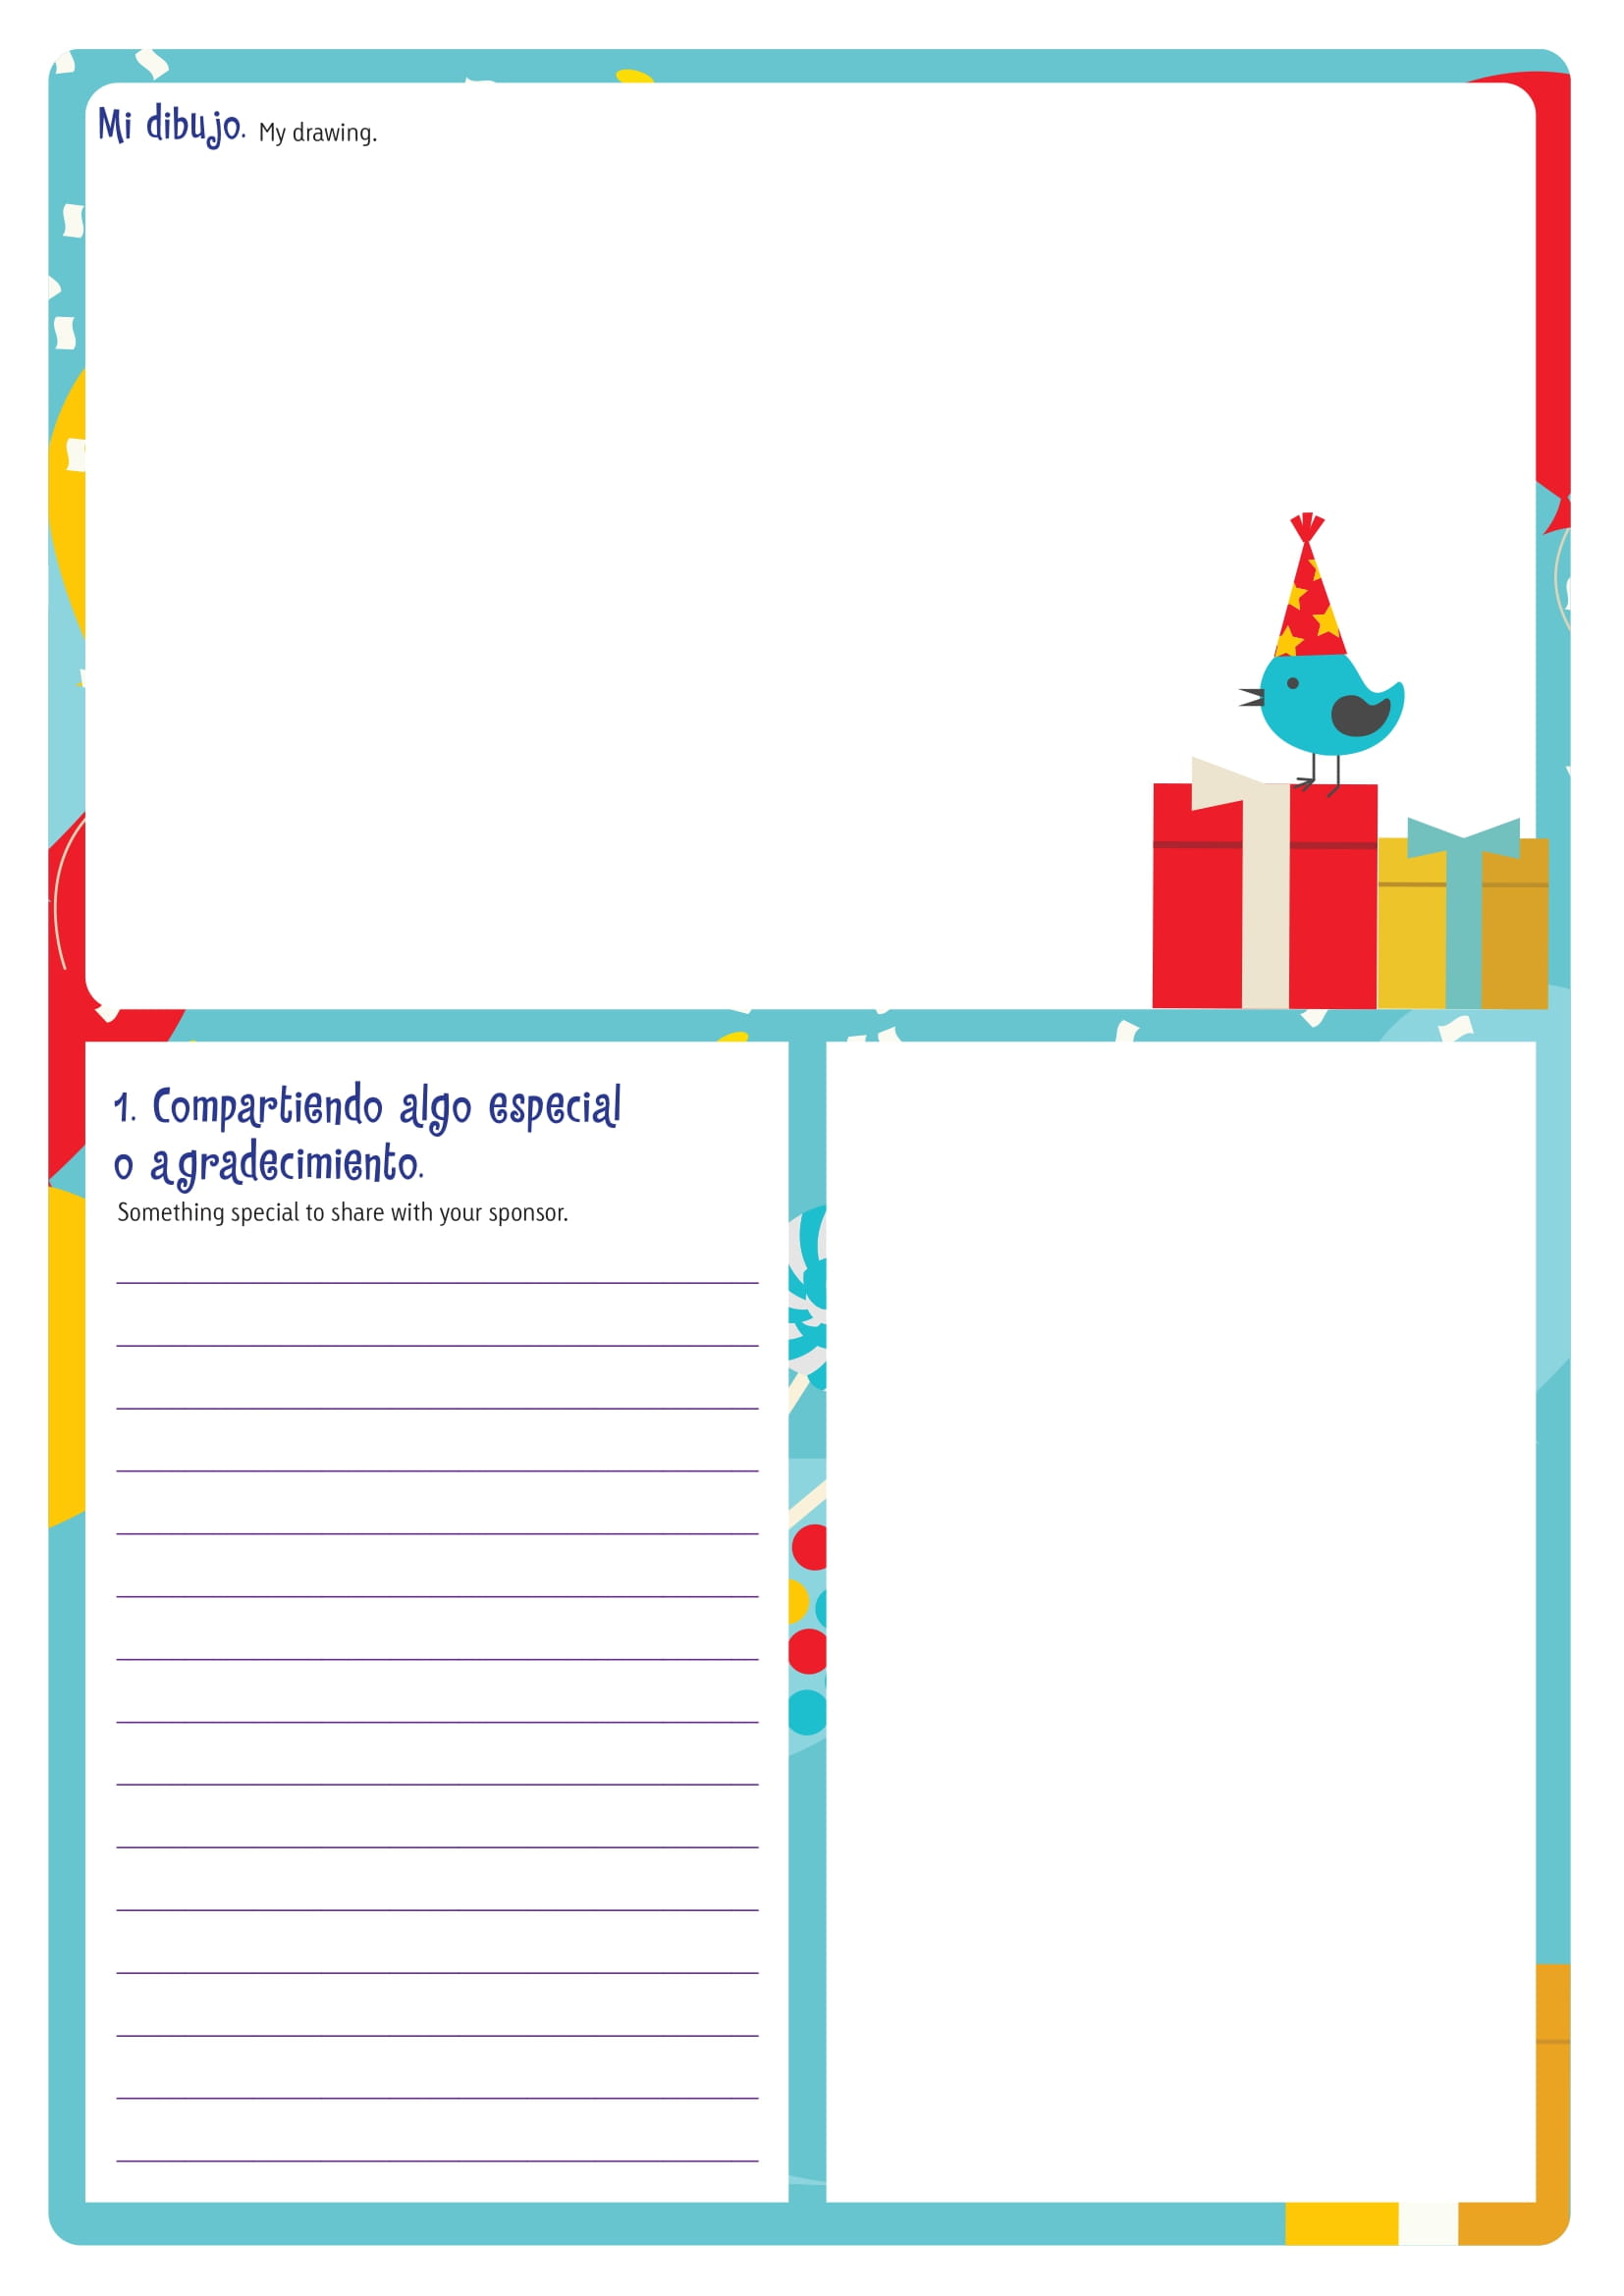 Mi dibujo. My drawing.
1. Compartiendo algo especial
o agradecimiento.
Something special to share with your sponsor.